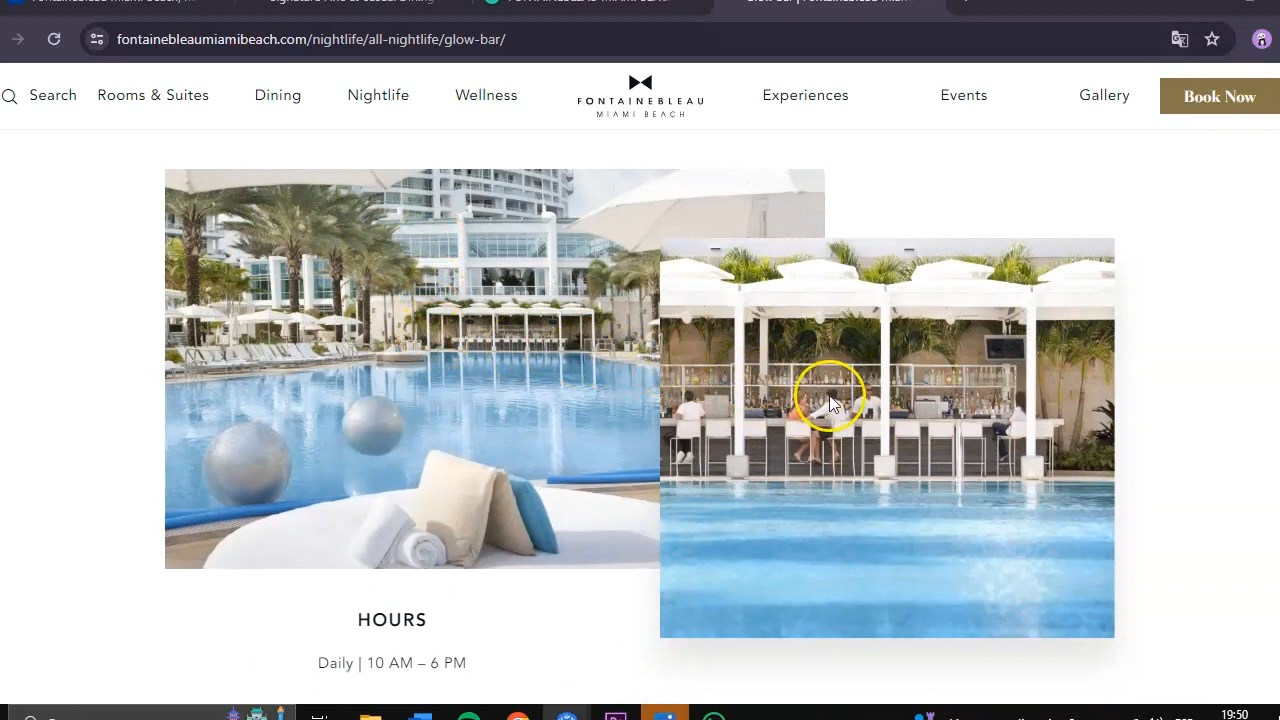 fontainebleaumiamibeach.com/nightlife/all-nightlife/glow-bar/
Search Rooms & Suites Dining Nightlife Wellness
FONTAINEBLEAU
MIAMI BEACH
Experiences Events Gallery Book Now
HOURS
Daily | 10 AM – 6 PM
19:50